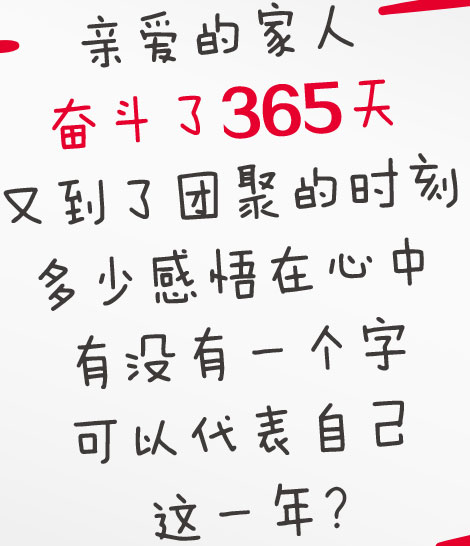 亲爱的家人
奋斗了365天
又到了团聚的时刻
多少感悟在心中
有没有一个字
可以代表自己
这一年?